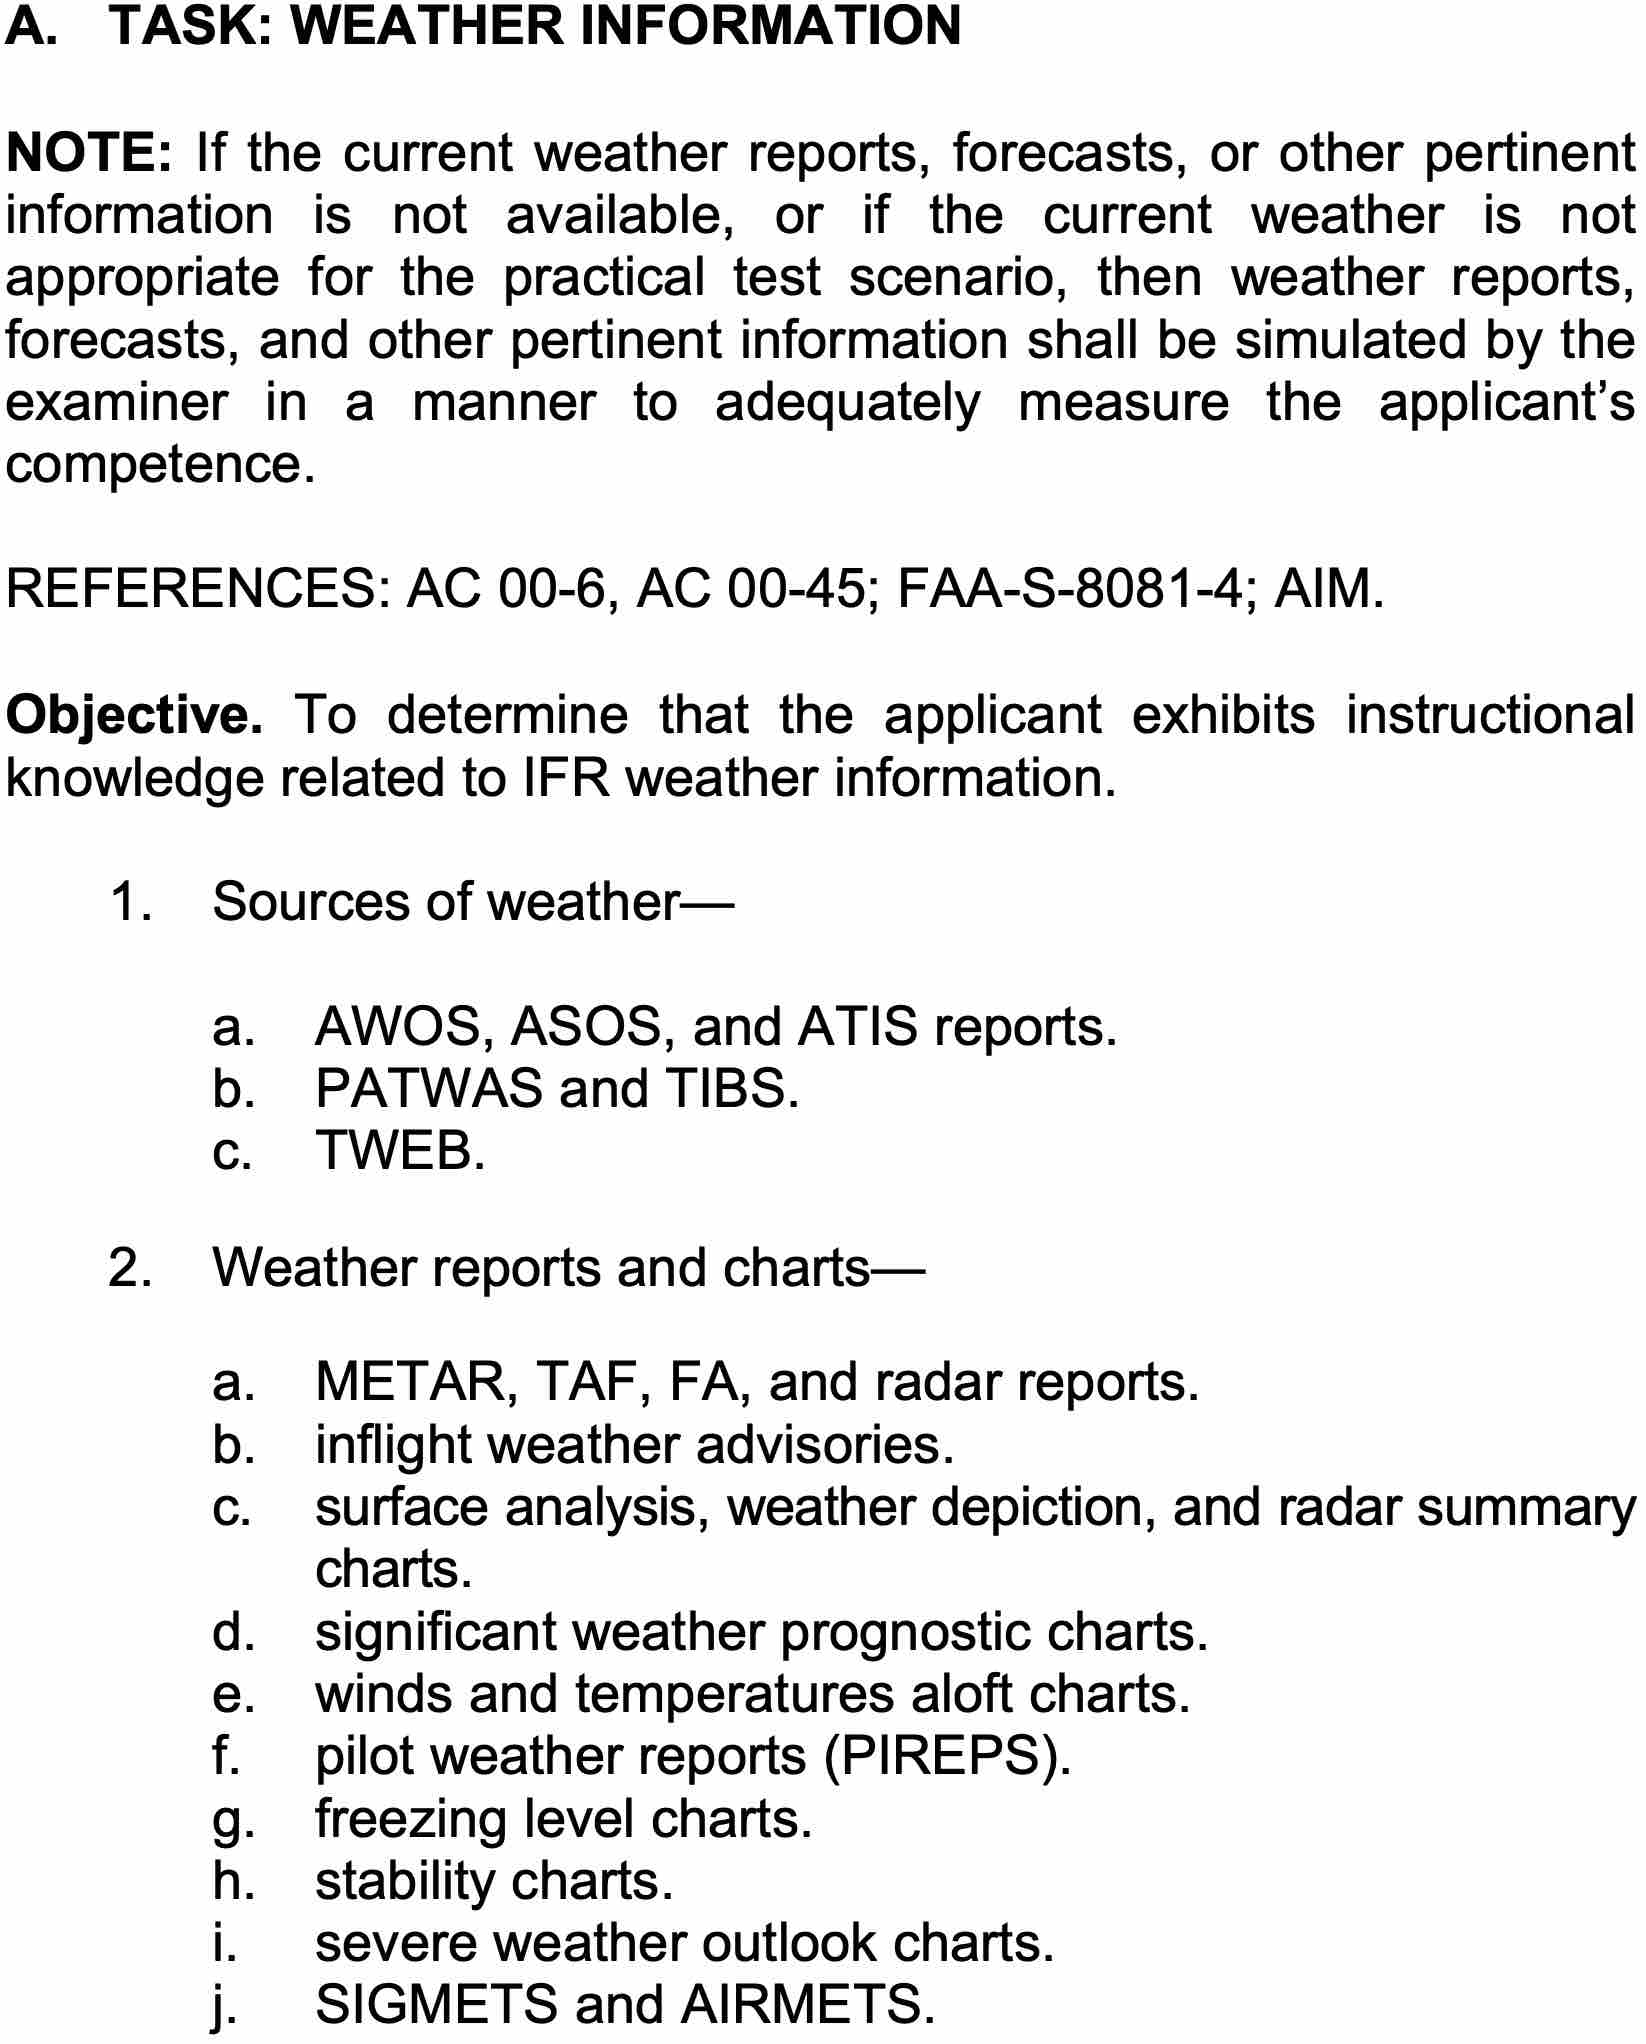 A. TASK: WEATHER INFORMATION
NOTE: If the current weather reports, forecasts, or other pertinent
information is not available, or if the current weather is not
appropriate for the practical test scenario, then weather reports,
forecasts, and other pertinent information shall be simulated by the
examiner in a manner to adequately measure the applicant’s
competence.
REFERENCES: AC 00-6, AC 00-45; FAA-S-8081-4; AIM.
Objective. To determine that the applicant exhibits instructional
knowledge related to IFR weather information.
1. Sources of weather—
a. AWOS, ASOS, and ATIS reports.
b. PATWAS and TIBS.
c. TWEB.
2. Weather reports and charts—
a. METAR, TAF, FA, and radar reports.
b. inflight weather advisories.
c. surface analysis, weather depiction, and radar summary
charts.
d. significant weather prognostic charts.
e. winds and temperatures aloft charts.
f. pilot weather reports (PIREPS).
g. freezing level charts.
h. stability charts.
i. severe weather outlook charts.
j. SIGMETS and AIRMETS.